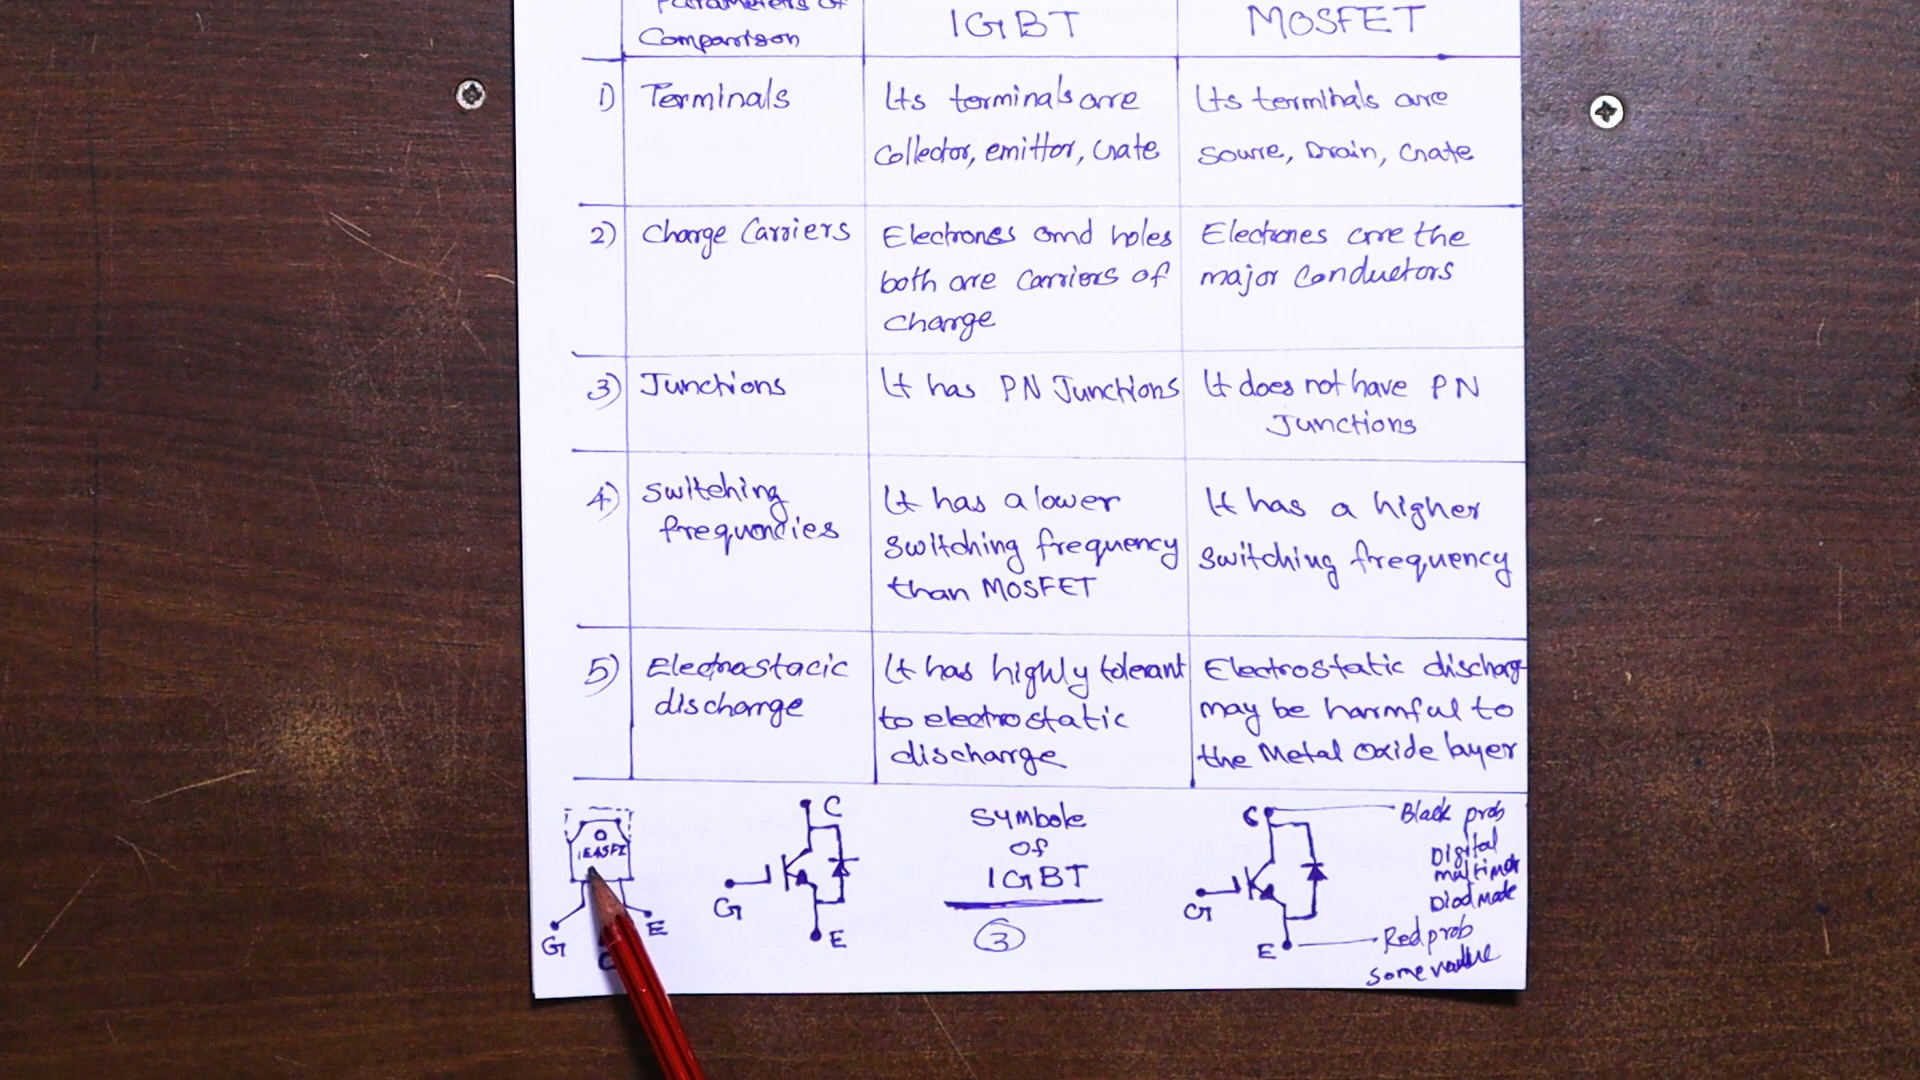 Parameters of
Comparison
IGBT
MOSFET
1) Terminals
Its terminals are
Collector, emittor, Gate
Its terminals are
Soure, Drain, Gate
2) Charge Carriers
Electrones and holes
both are Carriers of
Charge
Electrones are the
major Conductors
3) Junctions
It has PN Junctions
It does not have PN
Junctions
4) Switching
frequencies
It has a lower
Switching frequency
than MOSFET
It has a higher
Switching frequency
5) Electrostacic
discharge
It has highly tolerant
to electrostatic
discharge
Electrostatic discharg
may be harmful to
the Metal Oxide layer
G
C
E
C
G
E
Symbole
of
IGBT
3
C
G
E
Black prob
Digital
Diod mode
Red prob
Some value